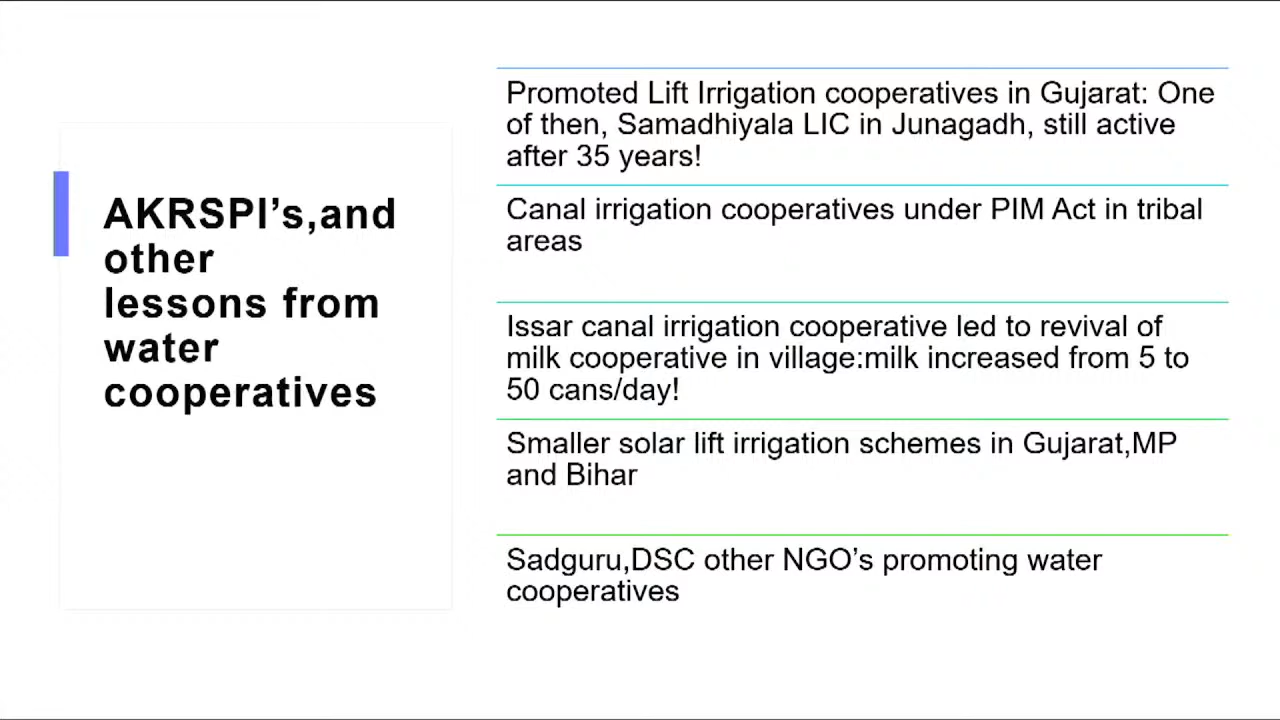 AKRSPI’s,and
other
lessons from
water
cooperatives
Promoted Lift Irrigation cooperatives in Gujarat: One
of then, Samadhiyala LIC in Junagadh, still active
after 35 years!
Canal irrigation cooperatives under PIM Act in tribal
areas
Issar canal irrigation cooperative led to revival of
milk cooperative in village:milk increased from 5 to
50 cans/day!
Smaller solar lift irrigation schemes in Gujarat,MP
and Bihar
Sadguru,DSC other NGO’s promoting water
cooperatives